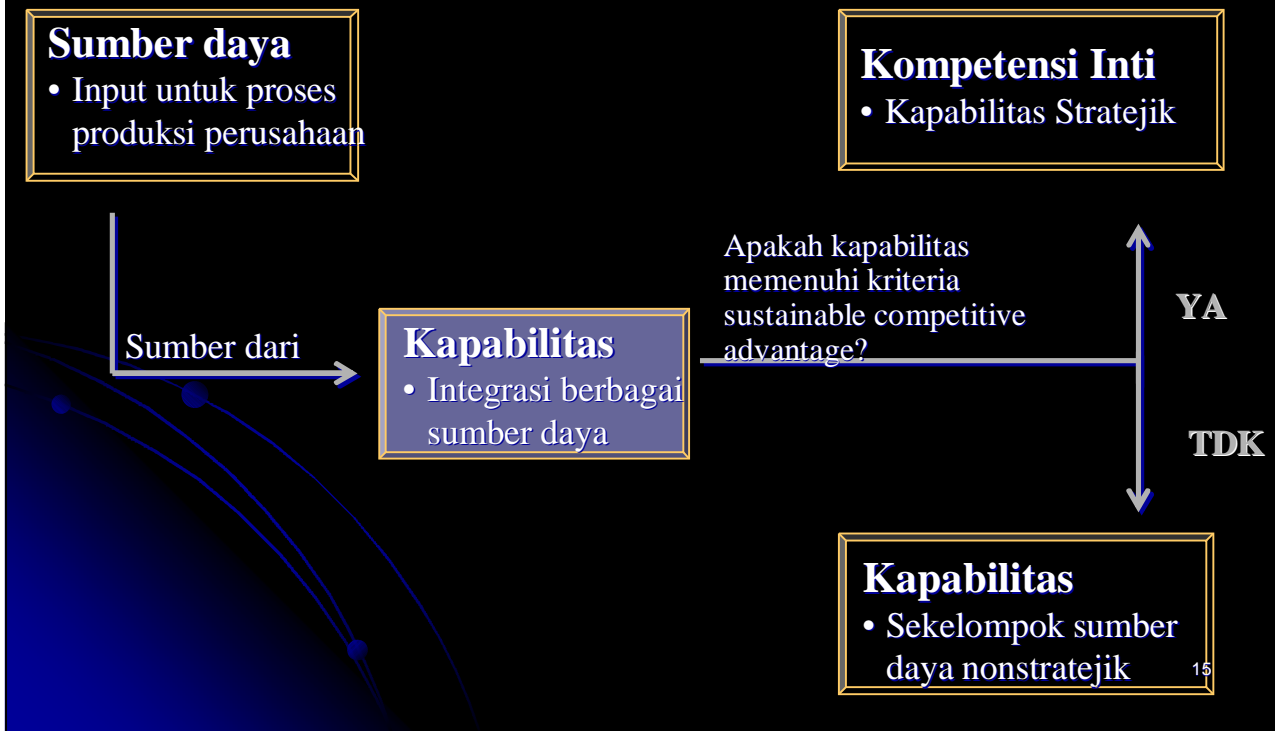 Sumber daya
• Input untuk proses
produksi perusahaan
Sumber dari
Kapabilitas
• Integrasi berbagai
sumber daya
Apakah kapabilitas
memenuhi kriteria
sustainable competitive
advantage?
Kompetensi Inti
• Kapabilitas Stratejik
YA
TDK
Kapabilitas
• Sekelompok sumber
daya nonstratejik
15